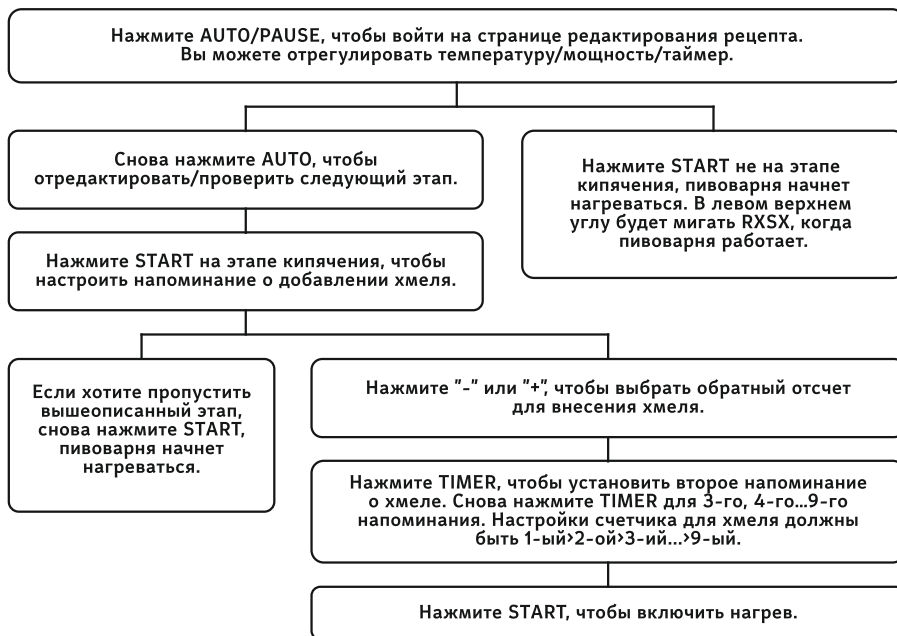 Нажмите AUTO/PAUSE, чтобы войти на странице редактирования рецепта.
Вы можете отрегулировать температуру/мощность/таймер.
Снова нажмите AUTO, чтобы
отредактировать/проверить следующий этап.
Нажмите START не на этапе
кипячения, пивоварня начнет
нагреваться. В левом верхнем
углу будет мигать RXSX, когда
пивоварня работает.
Нажмите START на этапе кипячения, чтобы
настроить напоминание о добавлении хмеля.
Если хотите пропустить
вышеописанный этап,
снова нажмите START,
пивоварня начнет
нагреваться.
Нажмите "-" или "+", чтобы выбрать обратный отсчет
для внесения хмеля.
Нажмите TIMER, чтобы установить второе напоминание
о хмеле. Снова нажмите TIMER для 3-го, 4-го...9-го
напоминания. Настройки счетчика для хмеля должны
быть 1-ый>2-ой>3-ий...>9-ый.
Нажмите START, чтобы включить нагрев.